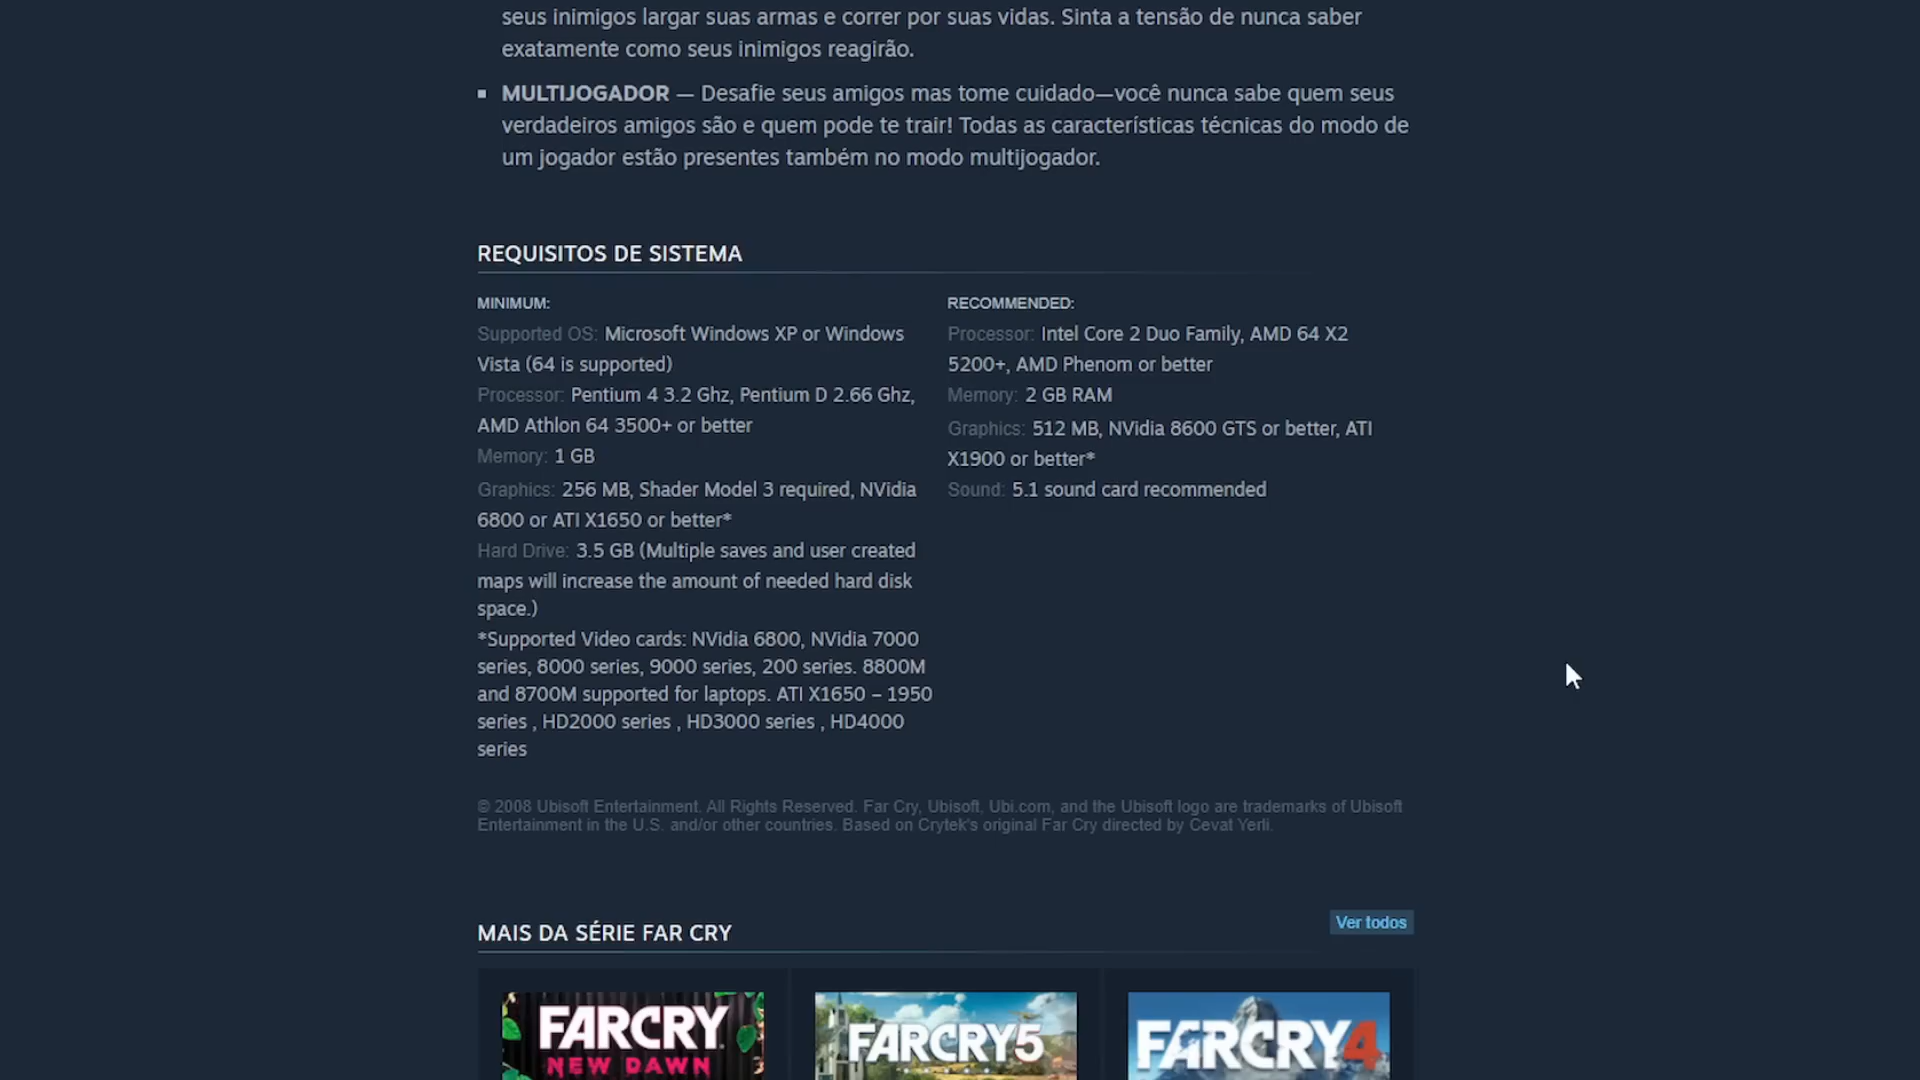 seus inimigos largar suas armas e correr por suas vidas. Sinta a tensão de nunca saber
exatamente como seus inimigos reagirão.
MULTIJOGADOR — Desafie seus amigos mas tome cuidado—você nunca sabe quem seus
verdadeiros amigos são e quem pode te trair! Todas as características técnicas do modo de
um jogador estão presentes também no modo multijogador.
REQUISITOS DE SISTEMA
MINIMUM:
Supported OS: Microsoft Windows XP or Windows
Vista (64 is supported)
Processor: Pentium 4 3.2 Ghz, Pentium D 2.66 Ghz,
AMD Athlon 64 3500+ or better
Memory: 1 GB
Graphics: 256 MB, Shader Model 3 required, NVidia
6800 or ATI X1650 or better*
Hard Drive: 3.5 GB (Multiple saves and user created
maps will increase the amount of needed hard disk
space.)
*Supported Video cards: NVidia 6800, NVidia 7000
series, 8000 series, 9000 series, 200 series. 8800M
and 8700M supported for laptops. ATI X1650 – 1950
series , HD2000 series , HD3000 series , HD4000
series
RECOMMENDED:
Processor: Intel Core 2 Duo Family, AMD 64 X2
5200+, AMD Phenom or better
Memory: 2 GB RAM
Graphics: 512 MB, NVidia 8600 GTS or better, ATI
X1900 or better*
Sound: 5.1 sound card recommended
© 2008 Ubisoft Entertainment. All Rights Reserved. Far Cry, Ubisoft, Ubi.com, and the Ubisoft logo are trademarks of Ubisoft
Entertainment in the U.S. and/or other countries. Based on Crytek's original Far Cry directed by Cevat Yerli.
MAIS DA SÉRIE FAR CRY
Ver todos
FARCRY
NEW DAWN
FARCRY5
FARCRY4